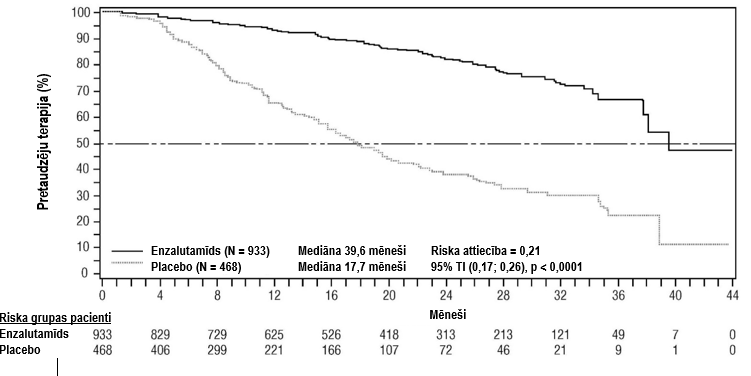 100
90
80
70
60
50
40
30
20
10
0
Pretaudzēju terapija (%)
Enzalutamīds (N = 933) Mediāna 39,6 mēneši Riska attiecība = 0,21
Placebo (N = 468) Mediāna 17,7 mēneši 95% TI (0,17; 0,26), p < 0,0001
0 4 8 12 16 20 24 28 32 36 40 44
Mēneši
Riska grupas pacienti
Enzalutamīds 933 829 729 625 526 418 313 213 121 49 7 0
Placebo 468 406 299 221 166 107 72 46 21 9 1 0